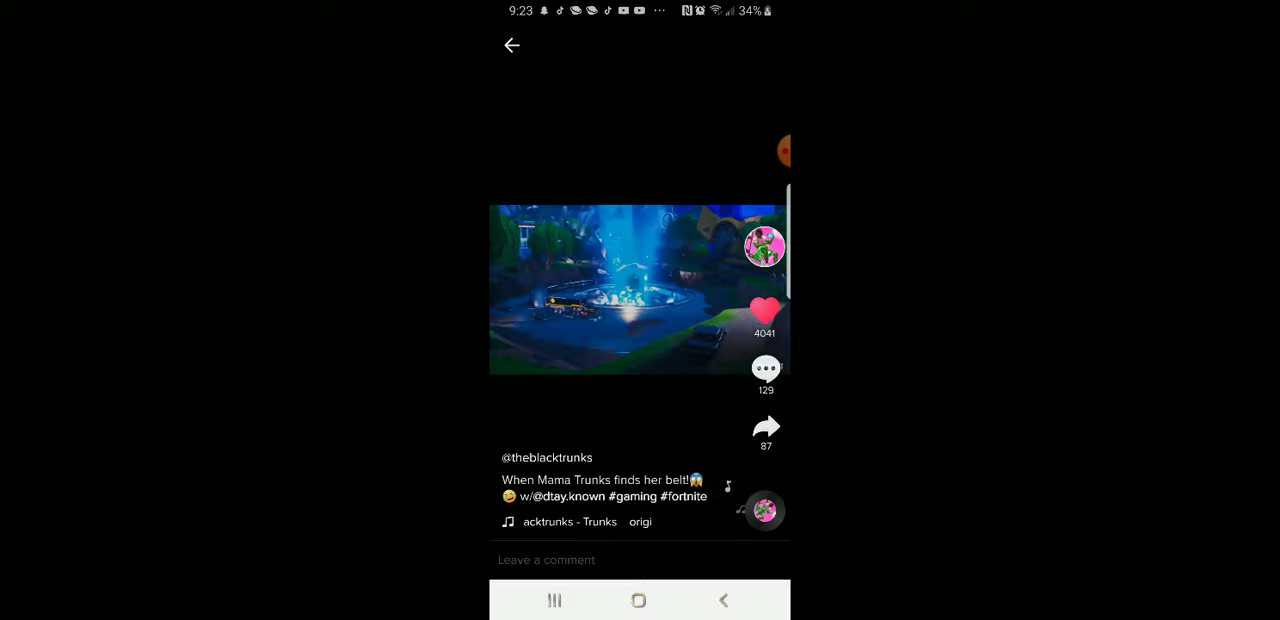 9:23
34%
4041
129
87
@theblacktrunks
When Mama Trunks finds her belt!😱
🤣 w/@dtay.known #gaming #fortnite
acktrunks - Trunks origi
Leave a comment